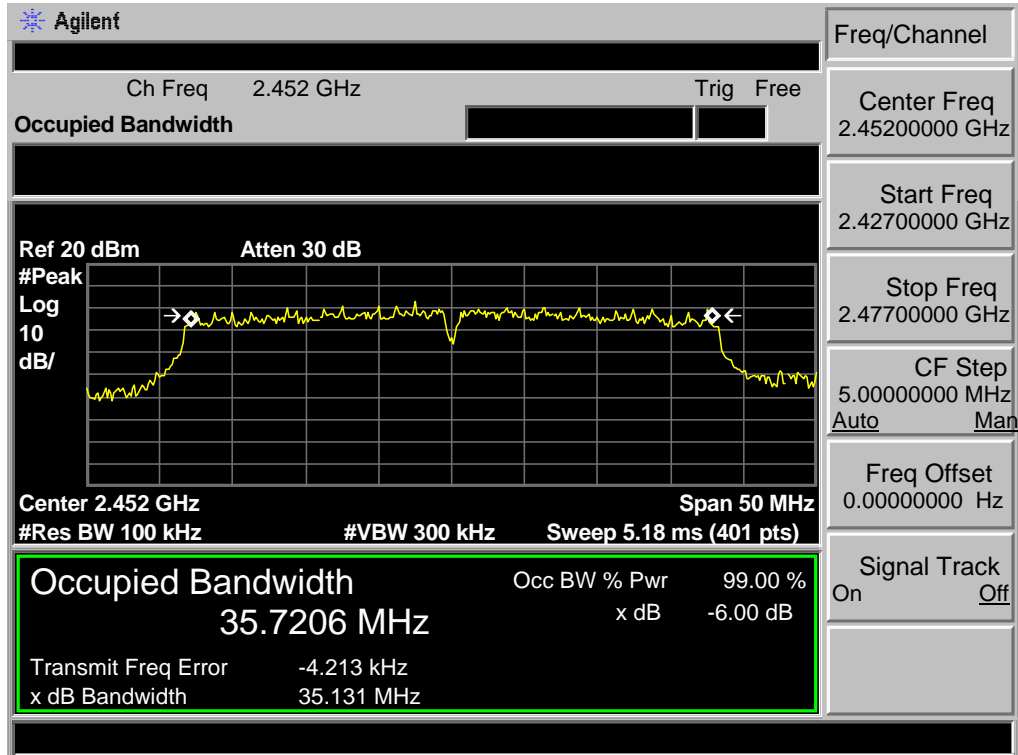 Agilent
Freq/Channel
Ch Freq 2.452 GHz Trig Free
Occupied Bandwidth
Center Freq
2.45200000 GHz
Start Freq
2.42700000 GHz
Stop Freq
2.47700000 GHz
CF Step
5.00000000 MHz
Auto Man
Freq Offset
0.00000000 Hz
Signal Track
On Off
Ref 20 dBm Atten 30 dB
#Peak
Log
10
dB/
Center 2.452 GHz Span 50 MHz
#Res BW 100 kHz #VBW 300 kHz Sweep 5.18 ms (401 pts)
Occupied Bandwidth Occ BW % Pwr 99.00 %
35.7206 MHz x dB -6.00 dB
Transmit Freq Error -4.213 kHz
x dB Bandwidth 35.131 MHz